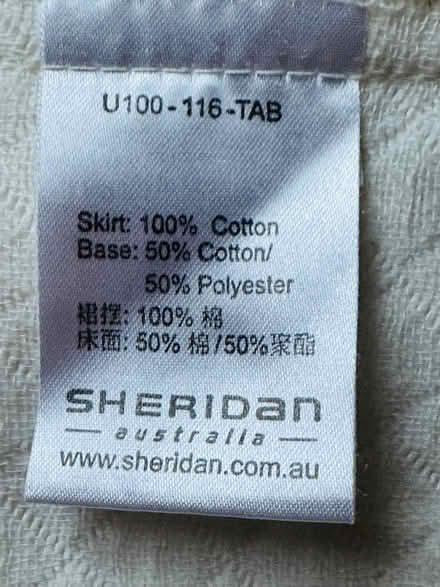 U100-116-TAB
Skirt: 100% Cotton
Base: 50% Cotton/
50% Polyester
裙摆: 100% 棉
床面: 50% 棉/50%聚酯
SHERIDan
australia
www.sheridan.com.au